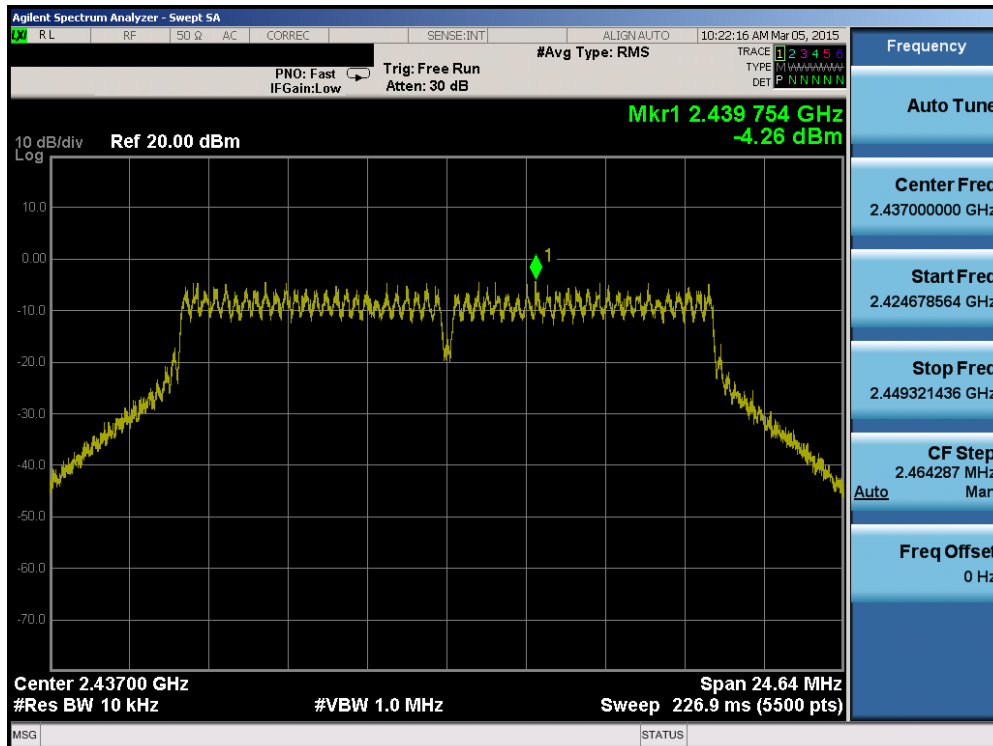 Agilent Spectrum Analyzer - Swept SA
LXI RL RF 50 Ω AC CORREC SENSE:INT ALIGN AUTO 10:22:16 AM Mar 05, 2015
#Avg Type: RMS TRACE 1 2 3 4 5 6
PNO: Fast Trig: Free Run TYPE M WWWWW
IFGain:Low Atten: 30 dB DET P N N N N N
Mkr1 2.439 754 GHz
-4.26 dBm
10 dB/div Ref 20.00 dBm
Log
10.0
0.00
1
-10.0
-20.0
-30.0
-40.0
-50.0
-60.0
-70.0
Center 2.43700 GHz Span 24.64 MHz
#Res BW 10 kHz #VBW 1.0 MHz Sweep 226.9 ms (5500 pts)
MSG STATUS
Frequency
Auto Tune
Center Freq
2.437000000 GHz
Start Freq
2.424678564 GHz
Stop Freq
2.449321436 GHz
CF Step
2.464287 MHz
Auto Man
Freq Offset
0 Hz